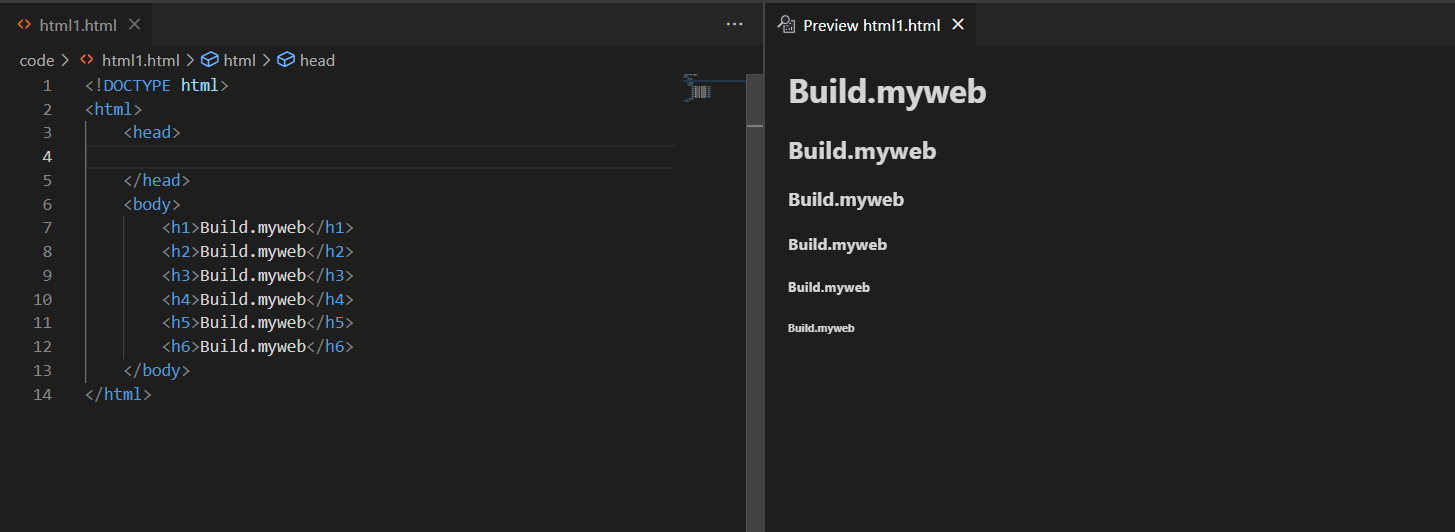 html1.html
code > html1.html > html > head
1 <!DOCTYPE html>
2 <html>
3     <head>
4
5     </head>
6     <body>
7         <h1>Build.myweb</h1>
8         <h2>Build.myweb</h2>
9         <h3>Build.myweb</h3>
10         <h4>Build.myweb</h4>
11         <h5>Build.myweb</h5>
12         <h6>Build.myweb</h6>
13     </body>
14 </html>
Preview html1.html
Build.myweb
Build.myweb
Build.myweb
Build.myweb
Build.myweb
Build.myweb